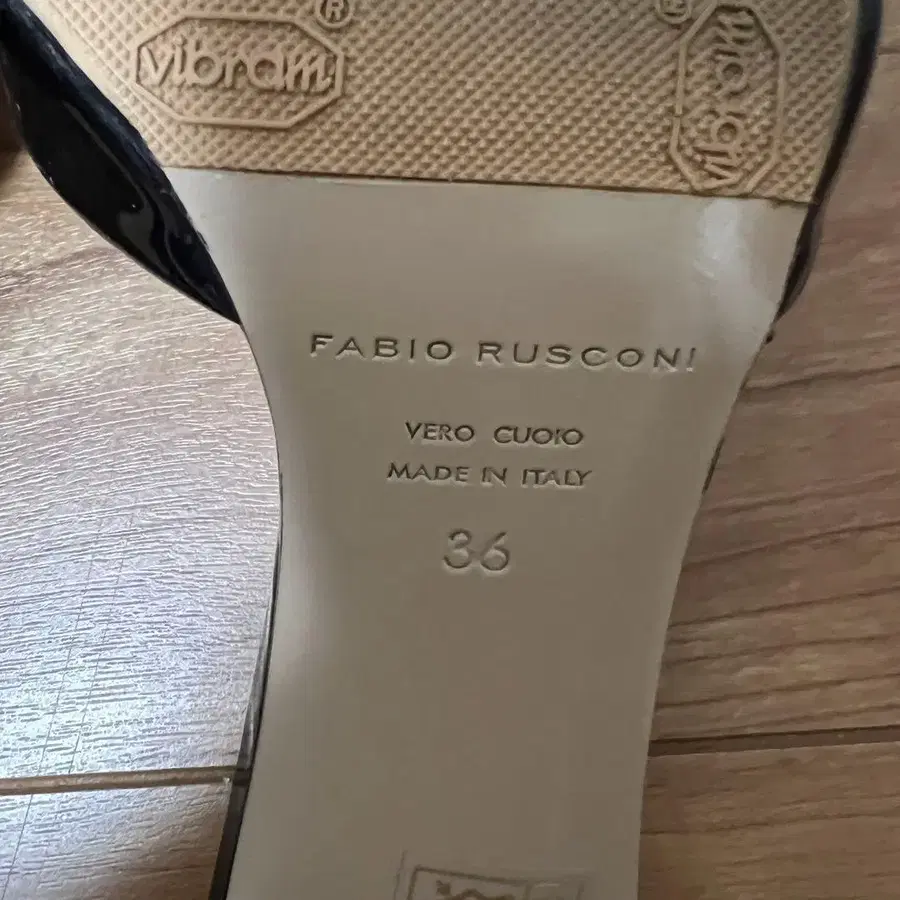 vibram®
vibram®
FABIO RUSCONI
VERO CUOIO
MADE IN ITALY
36